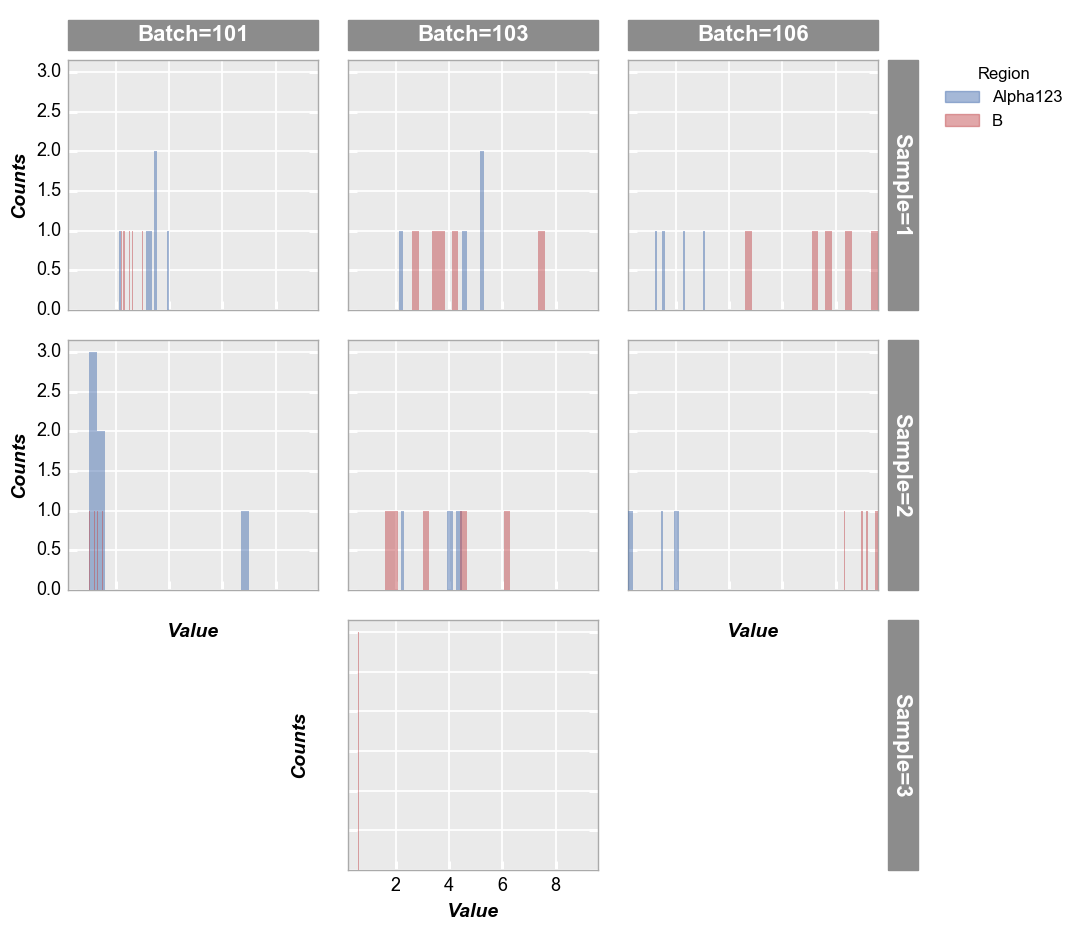 Batch=101 Batch=103 Batch=106
Region
Alpha123
B
3.0
2.5
2.0
1.5
1.0
0.5
0.0
Counts
Sample=1
3.0
2.5
2.0
1.5
1.0
0.5
0.0
Counts
Sample=2
Value Value
Counts
Sample=3
2 4 6 8
Value